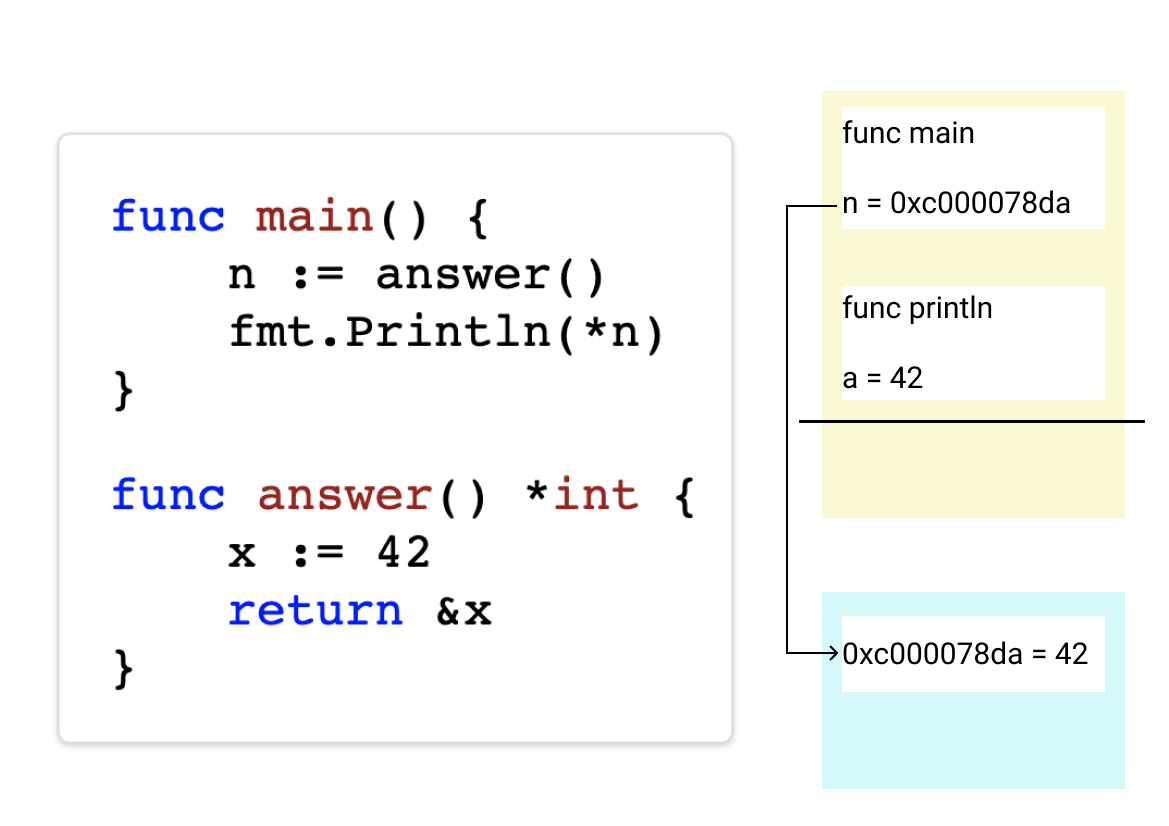 func main() {
    n := answer()
    fmt.Println(*n)
}
func answer() *int {
    x := 42
    return &x
}
func main
n = 0xc000078da
func println
a = 42
0xc000078da = 42